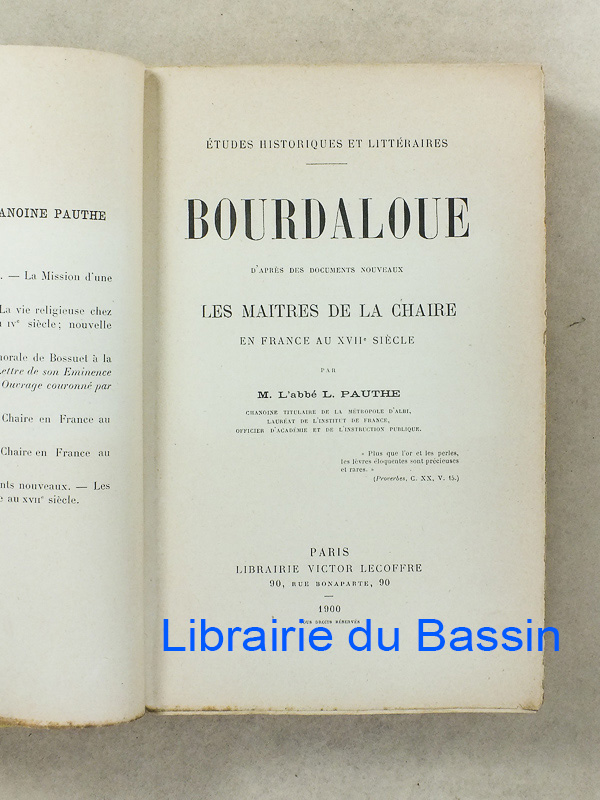 ANOINE PAUTHE
. — La Mission d'une
La vie religieuse chez
IVᵉ siècle; nouvelle
morale de Bossuet à la
Lettre de son Eminence
Ouvrage couronné par
Chaire en France au
Chaire en France au
nts nouveaux. — Les
e au XVIIᵉ siècle.
ÉTUDES HISTORIQUES ET LITTÉRAIRES
BOURDALOUE
D'APRÈS DES DOCUMENTS NOUVEAUX
LES MAITRES DE LA CHAIRE
EN FRANCE AU XVIIᵉ SIÈCLE
PAR
M. L'abbé L. PAUTHE
CHANOINE TITULAIRE DE LA MÉTROPOLE D'ALBI,
LAURÉAT DE L'INSTITUT DE FRANCE,
OFFICIER D'ACADÉMIE ET DE L'INSTRUCTION PUBLIQUE.
« Plus que l'or et les perles,
les lèvres éloquentes sont précieuses
et rares. »
(Proverbes, C. XX, V. 15.)
PARIS
LIBRAIRIE VICTOR LECOFFRE
90, RUE BONAPARTE, 90
1900
DROITS RÉSERVÉS
Librairie du Bassin